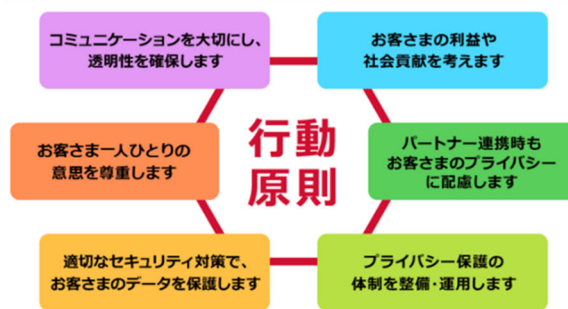 コミュニケーションを大切にし、
透明性を確保します
お客さまの利益や
社会貢献を考えます
お客さま一人ひとりの
意思を尊重します
行動
原則
パートナー連携時も
お客さまのプライバシー
に配慮します
適切なセキュリティ対策で、
お客さまのデータを保護します
プライバシー保護の
体制を整備・運用します